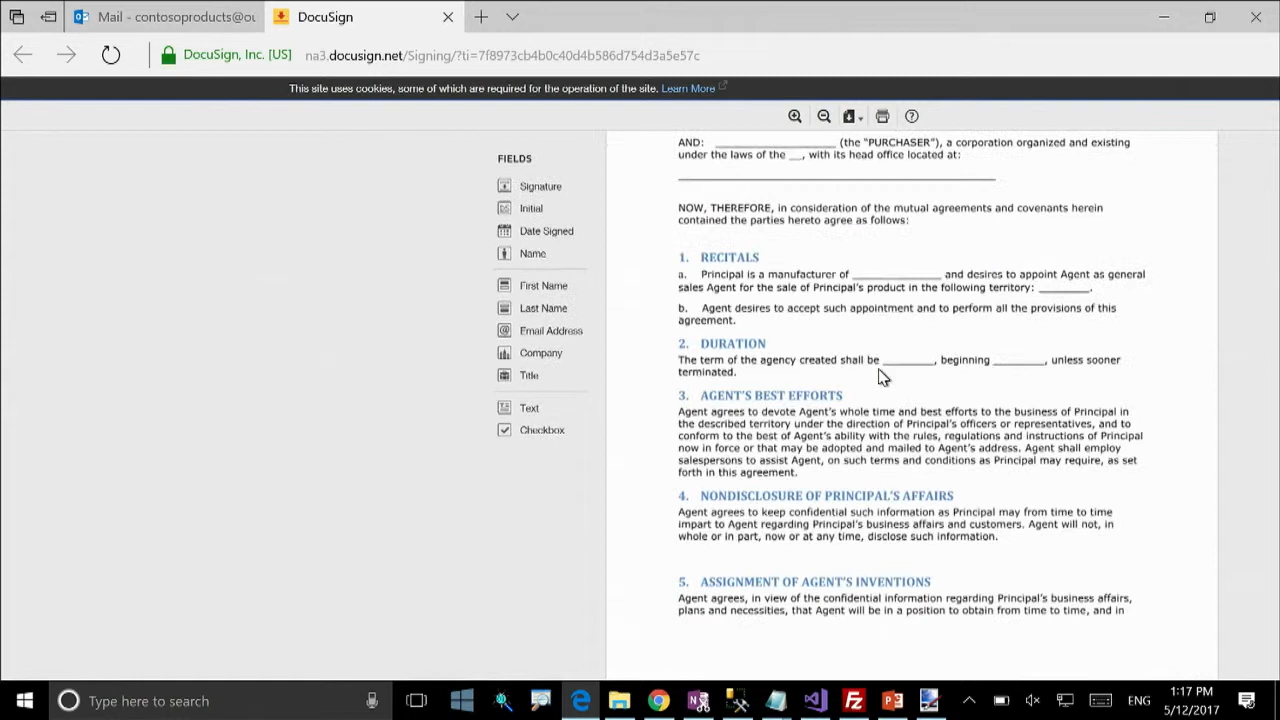 Mail - contosoproducts@ou
DocuSign
DocuSign, Inc. [US]
na3.docusign.net/Signing/?ti=7f8973cb4b0c40d4b586d754d3a5e57c
This site uses cookies, some of which are required for the operation of the site. Learn More
FIELDS
Signature
Initial
Date Signed
Name
First Name
Last Name
Email Address
Company
Title
Text
Checkbox
AND: ____________________ (the “PURCHASER”), a corporation organized and existing
under the laws of the __, with its head office located at:
NOW, THEREFORE, in consideration of the mutual agreements and covenants herein
contained the parties hereto agree as follows:
1. RECITALS
a. Principal is a manufacturer of _______________ and desires to appoint Agent as general
sales Agent for the sale of Principal’s product in the following territory: ________.
b. Agent desires to accept such appointment and to perform all the provisions of this
agreement.
2. DURATION
The term of the agency created shall be ________, beginning ________, unless sooner
terminated.
3. AGENT’S BEST EFFORTS
Agent agrees to devote Agent’s whole time and best efforts to the business of Principal in
the described territory under the direction of Principal’s officers or representatives, and to
conform to the best of Agent’s ability with the rules, regulations and instructions of Principal
now in force or that may be adopted and mailed to Agent’s address. Agent shall employ
salespersons to assist Agent, on such terms and conditions as Principal may require, as set
forth in this agreement.
4. NONDISCLOSURE OF PRINCIPAL’S AFFAIRS
Agent agrees to keep confidential such information as Principal may from time to time
impart to Agent regarding Principal’s business affairs and customers. Agent will not, in
whole or in part, now or at any time, disclose such information.
5. ASSIGNMENT OF AGENT’S INVENTIONS
Agent agrees, in view of the confidential information regarding Principal’s business affairs,
plans and necessities, that Agent will be in a position to obtain from time to time, and in
Type here to search
ENG
1:17 PM
5/12/2017